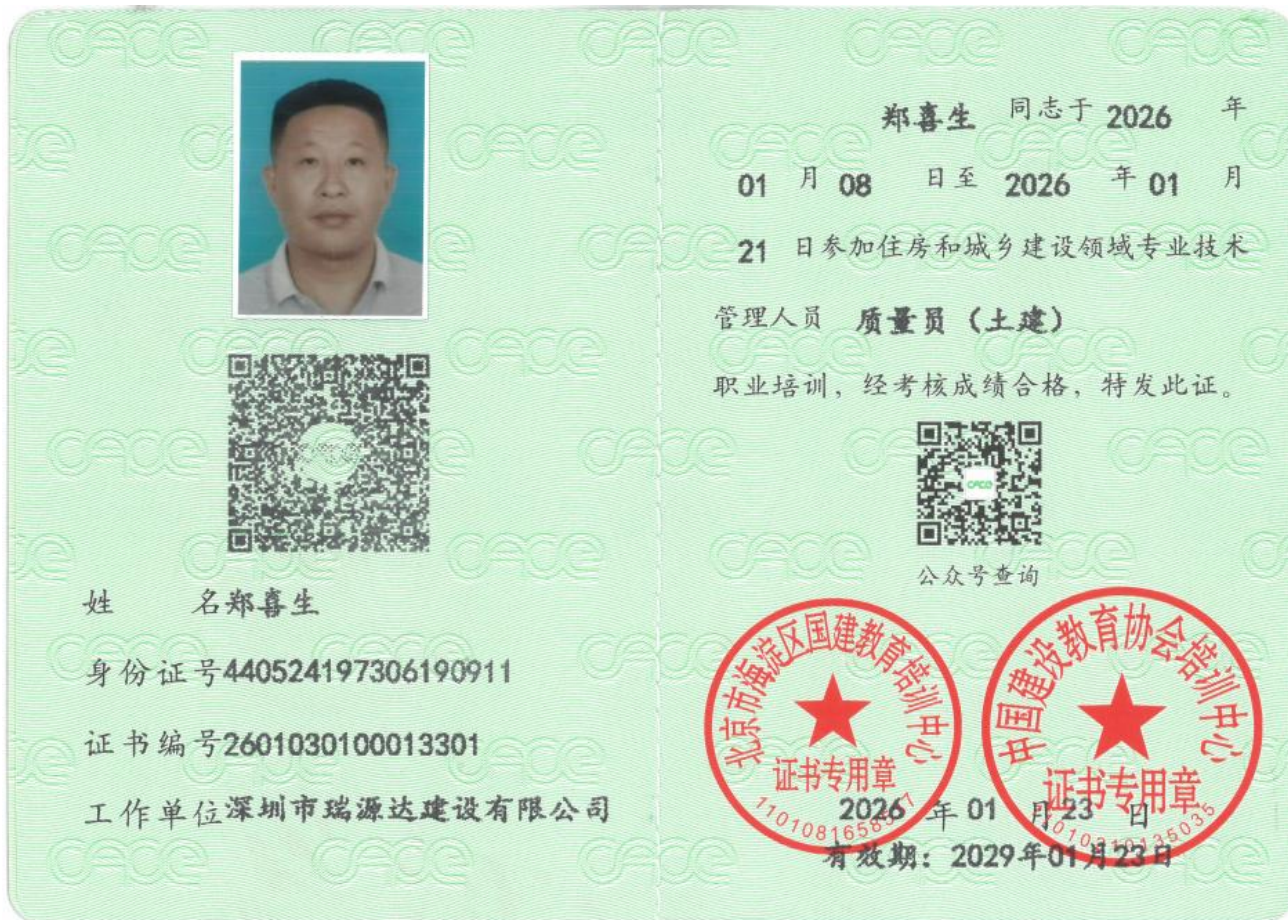 姓 名郑喜生
身份证号440524197306190911
证书编号2601030100013301
工作单位深圳市瑞源达建设有限公司
郑喜生 同志于 2026 年
01 月 08 日至 2026 年 01 月
21 日参加住房和城乡建设领域专业技术
管理人员 质量员（土建）
职业培训，经考核成绩合格，特发此证。
CACE
公众号查询
北京市海淀区国建教育培训中心
证书专用章
中国建设教育协会培训中心
证书专用章
2026 年 01 月 23 日
有效期：2029年01月23日